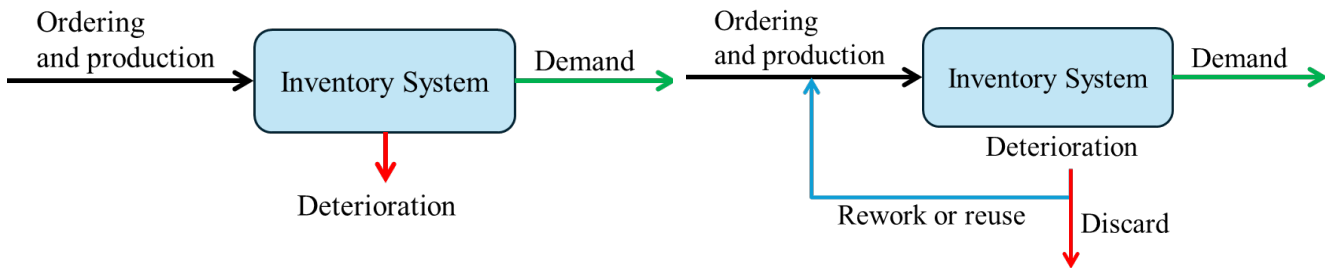 Ordering
and production
Inventory System
Demand
Deterioration
Ordering
and production
Inventory System
Demand
Deterioration
Rework or reuse
Discard